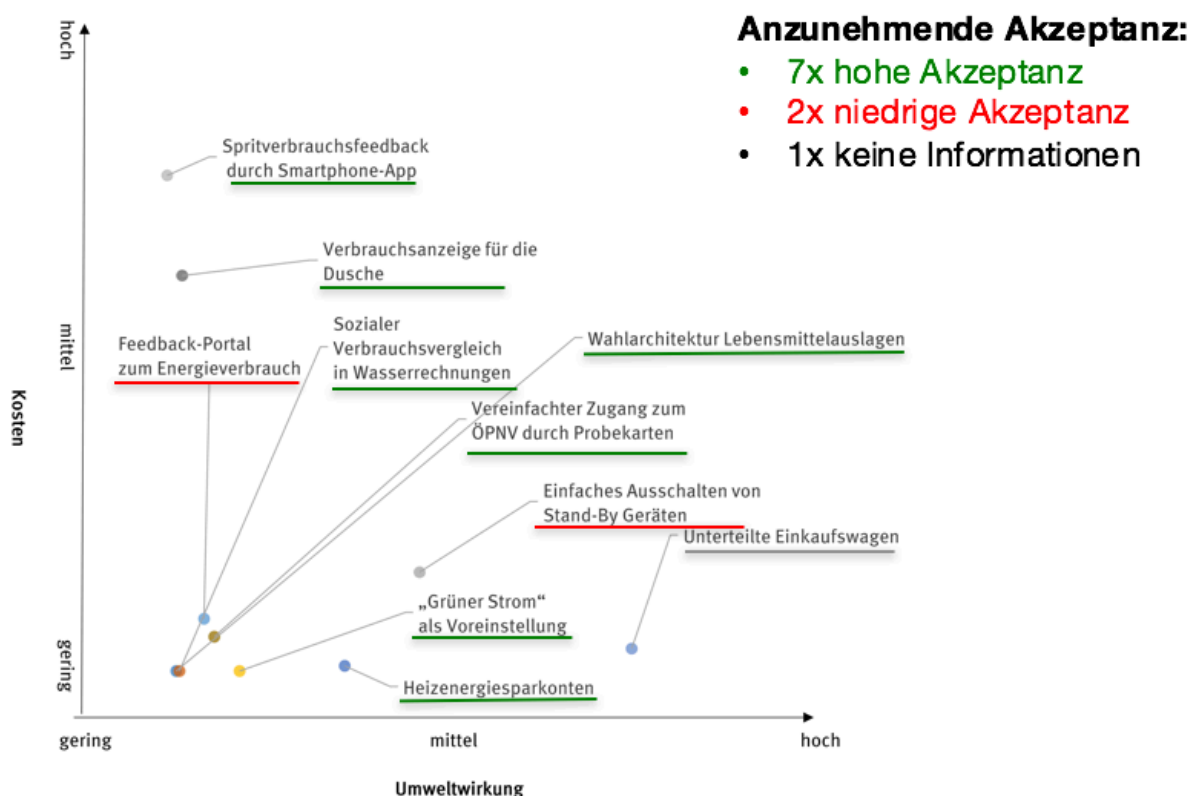 Anzunehmende Akzeptanz:
• 7x hohe Akzeptanz
• 2x niedrige Akzeptanz
• 1x keine Informationen
hoch
Spritverbrauchsfeedback
durch Smartphone-App
Verbrauchsanzeige für die
Dusche
mittel
Feedback-Portal
zum Energieverbrauch
Sozialer
Verbrauchsvergleich
in Wasserrechnungen
Wahlarchitektur Lebensmittelauslagen
Kosten
Vereinfachter Zugang zum
ÖPNV durch Probekarten
Einfaches Ausschalten von
Stand-By Geräten
Unterteilte Einkaufswagen
„Grüner Strom“
als Voreinstellung
gering
Heizenergiesparkonten
gering
mittel
hoch
Umweltwirkung